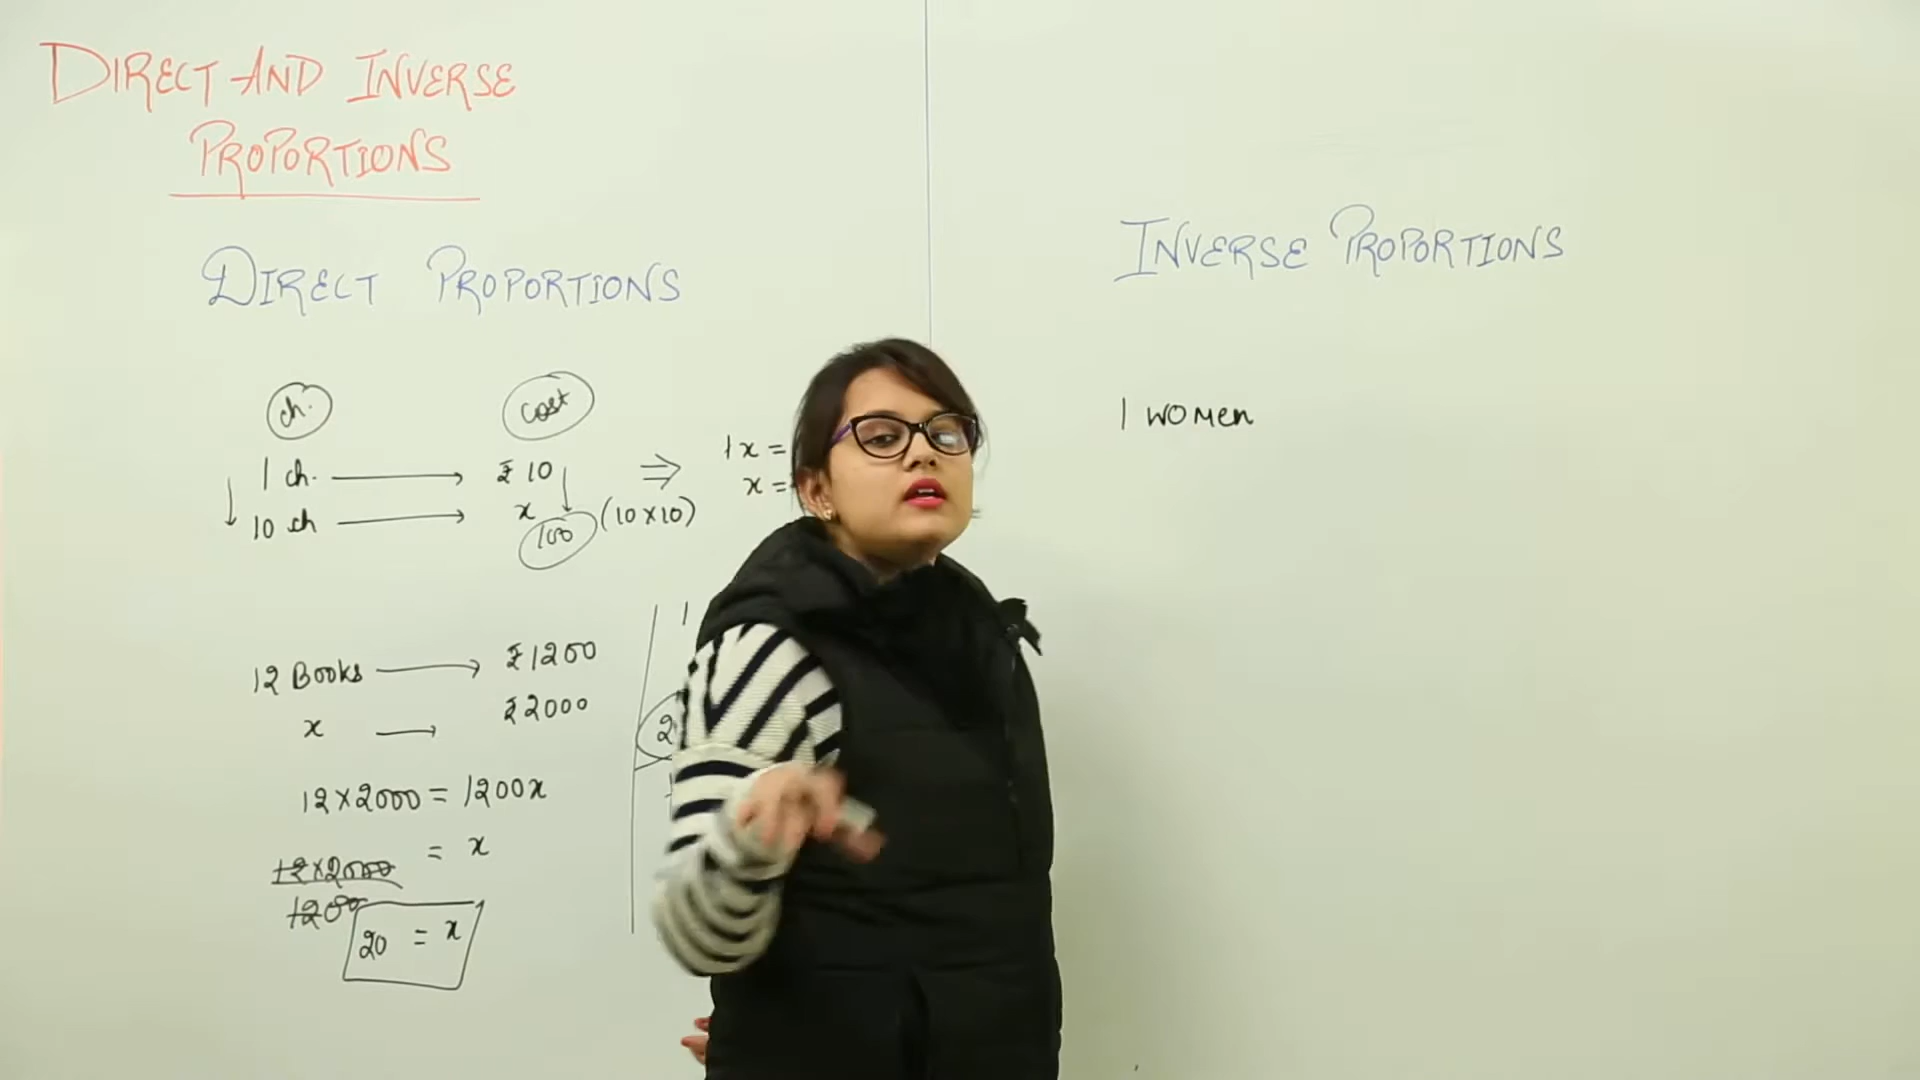 DIRECT AND INVERSE
PROPORTIONS
DIRECT PROPORTIONS
ch. cost
1 ch. → ₹ 10 ⇒ 1x =
x =
10 ch → x
100 (10×10)
12 Books → ₹1200
x → ₹2000
12×2000 = 1200x
12×2000 = x
1200
20 = x
1
INVERSE PROPORTIONS
1 women